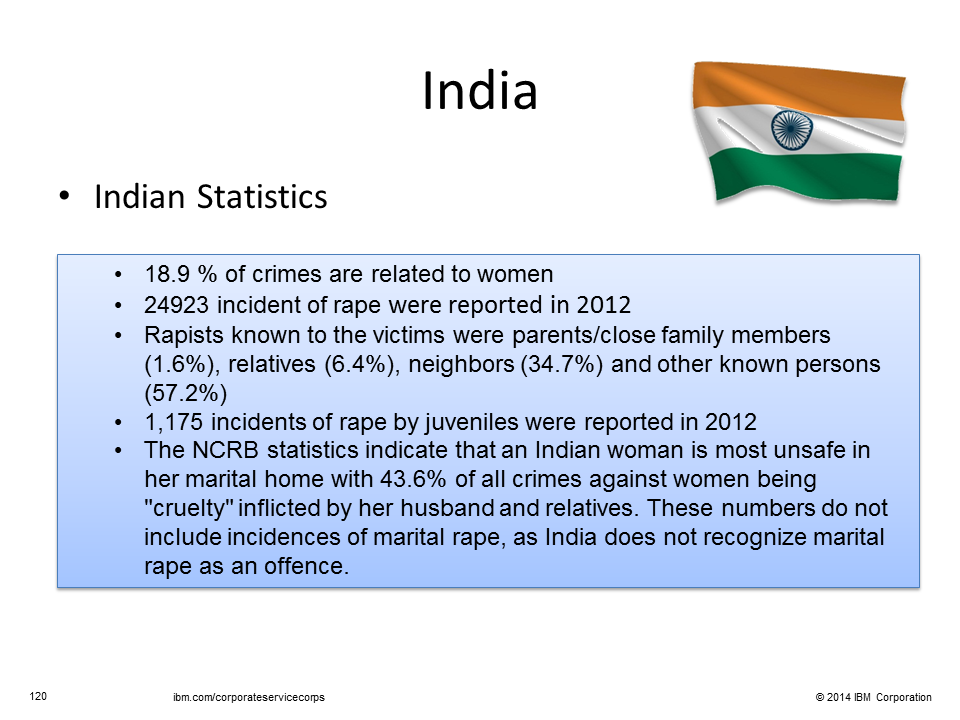 India
• Indian Statistics
• 18.9 % of crimes are related to women
• 24923 incident of rape were reported in 2012
• Rapists known to the victims were parents/close family members
(1.6%), relatives (6.4%), neighbors (34.7%) and other known persons
(57.2%)
• 1,175 incidents of rape by juveniles were reported in 2012
• The NCRB statistics indicate that an Indian woman is most unsafe in
her marital home with 43.6% of all crimes against women being
"cruelty" inflicted by her husband and relatives. These numbers do not
include incidences of marital rape, as India does not recognize marital
rape as an offence.
120 ibm.com/corporateservicecorps © 2014 IBM Corporation